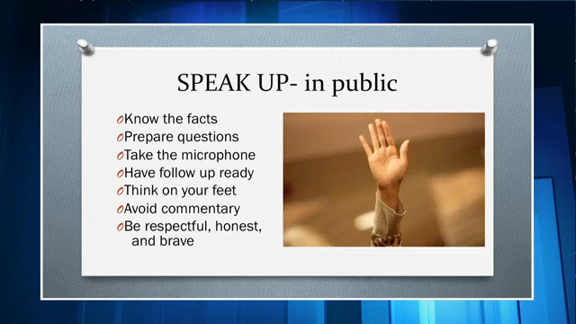 SPEAK UP- in public
Know the facts
Prepare questions
Take the microphone
Have follow up ready
Think on your feet
Avoid commentary
Be respectful, honest,
and brave